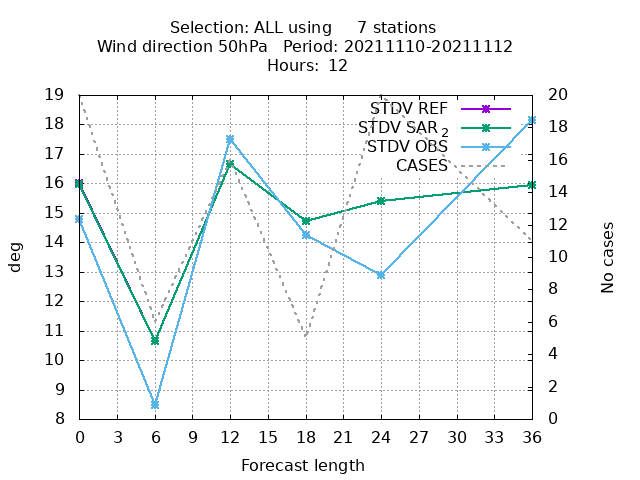 Selection: ALL using 7 stations
Wind direction 50hPa Period: 20211110-20211112
Hours: 12
STDV REF
STDV SAR 2
STDV OBS
CASES
19
18
17
16
15
14
13
12
11
10
9
8
deg
20
18
16
14
12
10
8
6
4
2
0
No cases
0 3 6 9 12 15 18 21 24 27 30 33 36
Forecast length